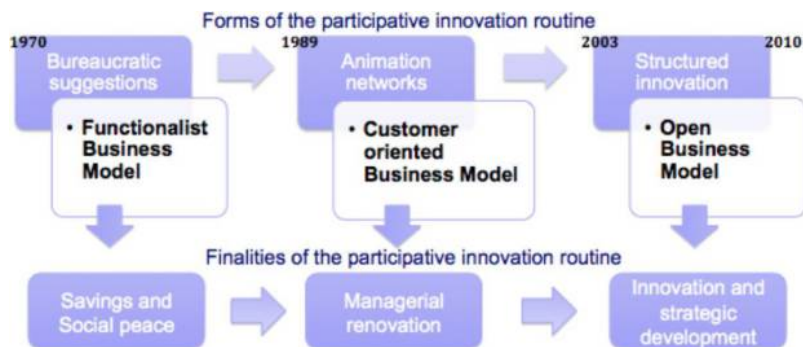 Forms of the participative innovation routine
1970 1989 2003 2010
Bureaucratic suggestions
Animation networks
Structured innovation
• Functionalist Business Model
• Customer oriented Business Model
• Open Business Model
Finalities of the participative innovation routine
Savings and Social peace
Managerial renovation
Innovation and strategic development